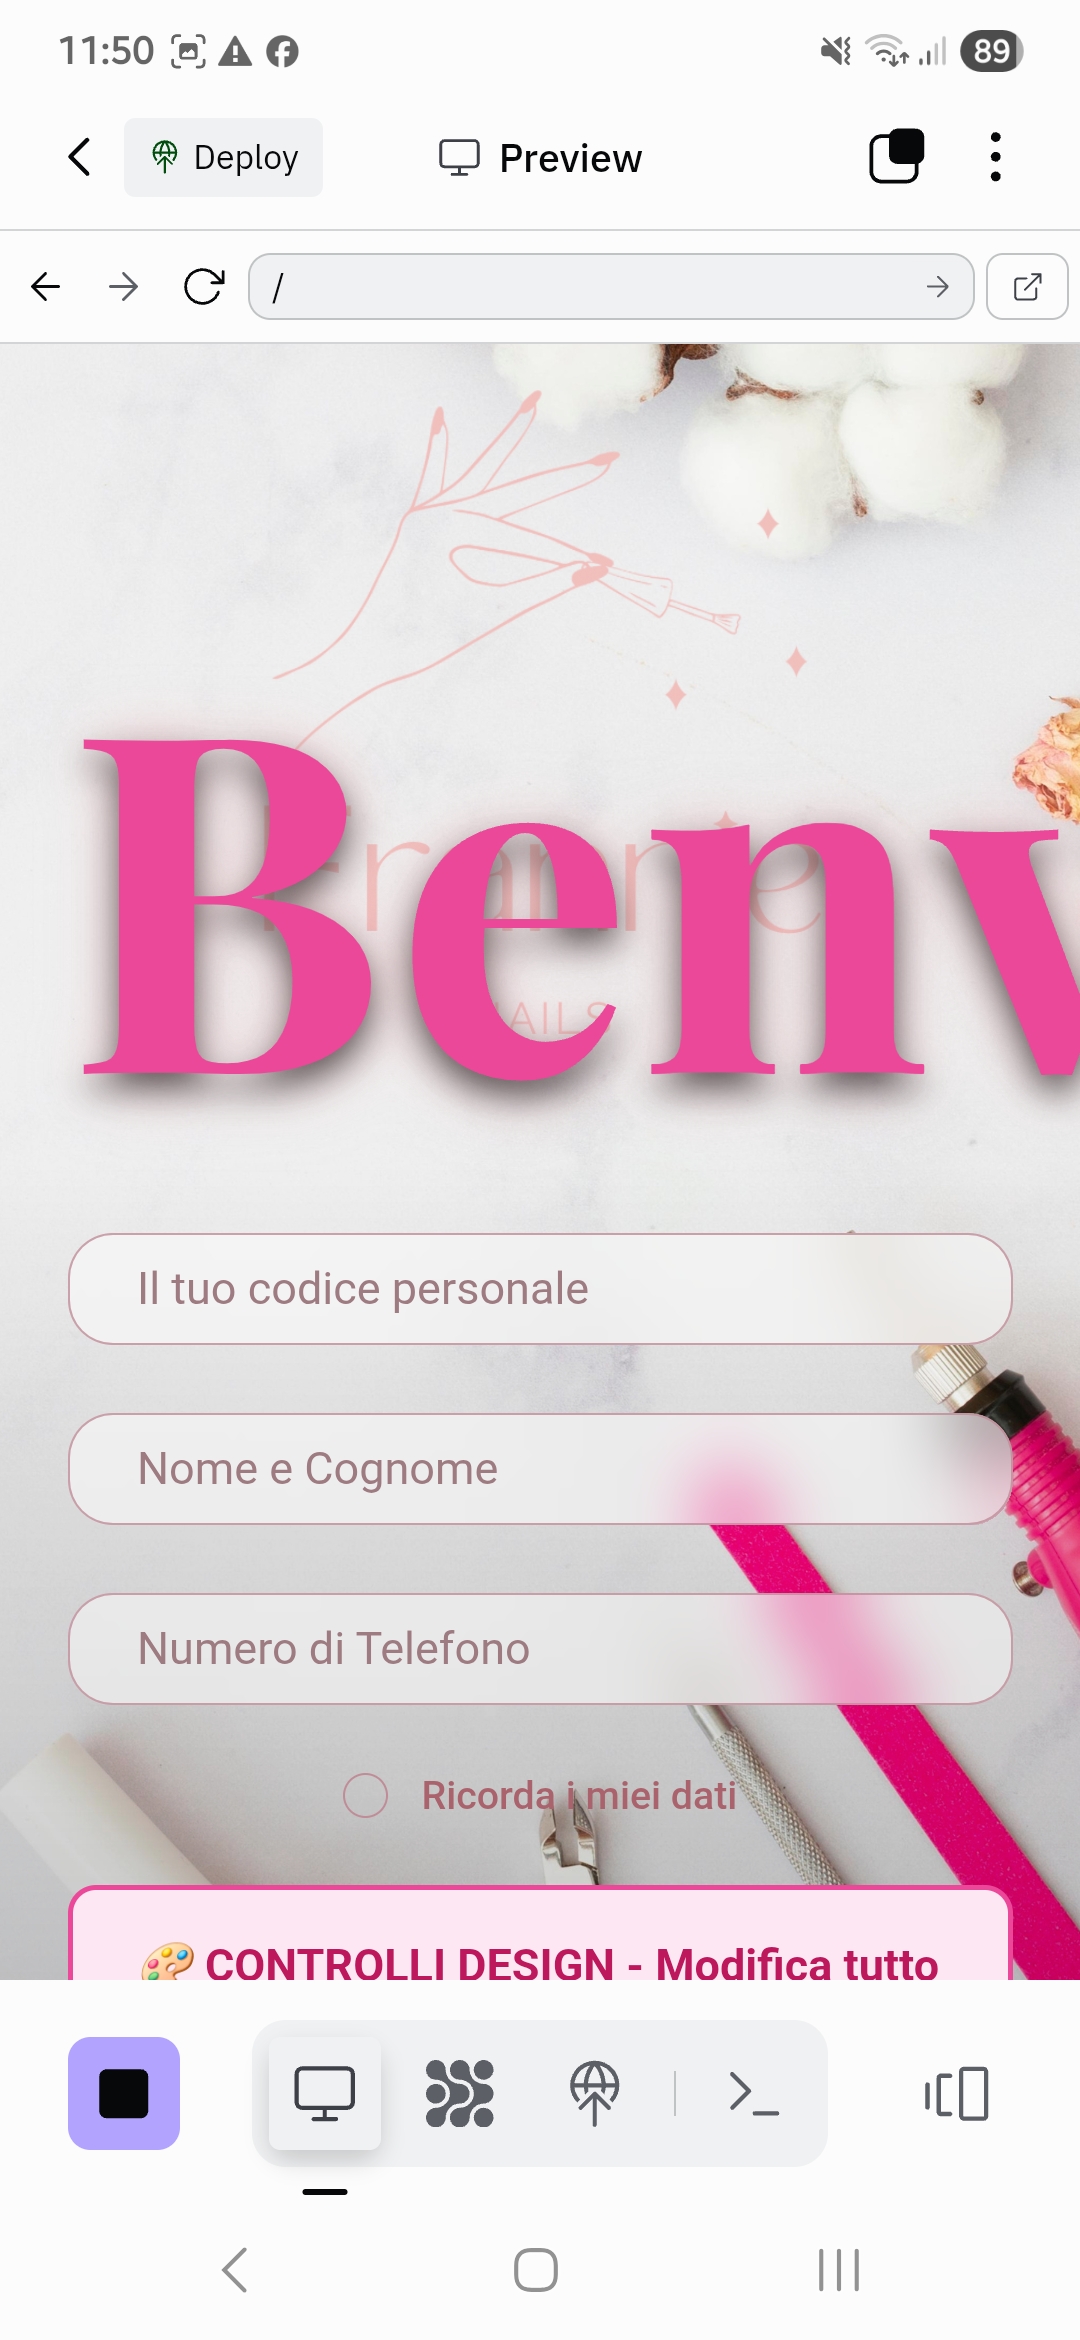 11:50
89
Deploy
Preview
/
Benv
NAILS
Il tuo codice personale
Nome e Cognome
Numero di Telefono
Ricorda i miei dati
🎨 CONTROLLI DESIGN - Modifica tutto